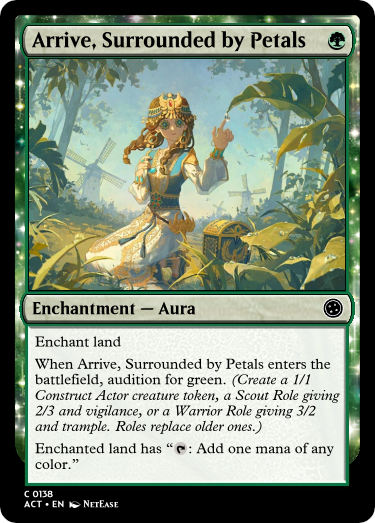 Arrive, Surrounded by Petals
Enchantment — Aura
Enchant land
When Arrive, Surrounded by Petals enters the
battlefield, audition for green. (Create a 1/1
Construct Actor creature token, a Scout Role giving
2/3 and vigilance, or a Warrior Role giving 3/2
and trample. Roles replace older ones.)
Enchanted land has “: Add one mana of any
color.”
C 0138
ACT • EN NetEase